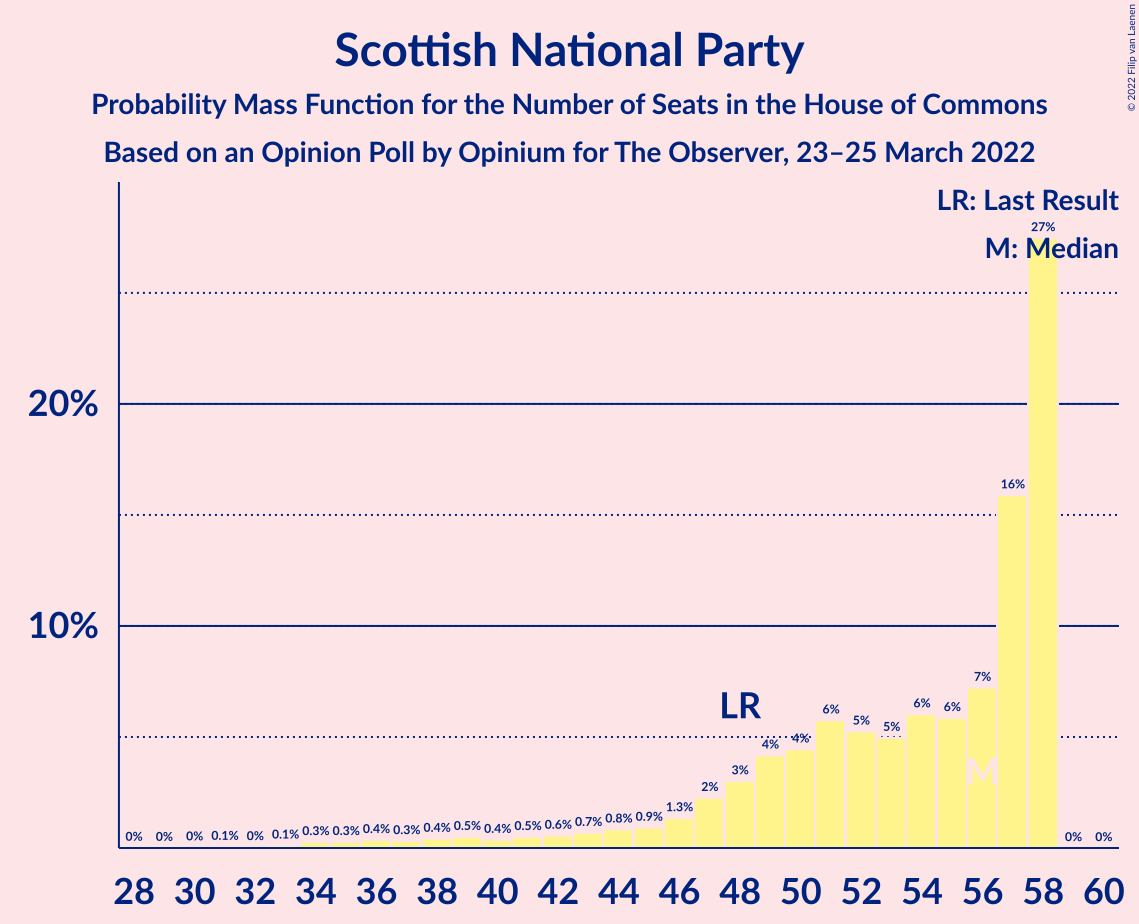 © 2022 Filip van Laenen
Scottish National Party
Probability Mass Function for the Number of Seats in the House of Commons
Based on an Opinion Poll by Opinium for The Observer, 23–25 March 2022
LR: Last Result
27%
M: Median
20%
16%
10%
7%
LR
6%
5%
5%
6%
6%
4%
4%
3%
2%
1.3%
0% 0% 0% 0.1% 0% 0.1% 0.3% 0.3% 0.4% 0.3% 0.4% 0.5% 0.4% 0.5% 0.6% 0.7% 0.8% 0.9%
M
0% 0%
28 30 32 34 36 38 40 42 44 46 48 50 52 54 56 58 60